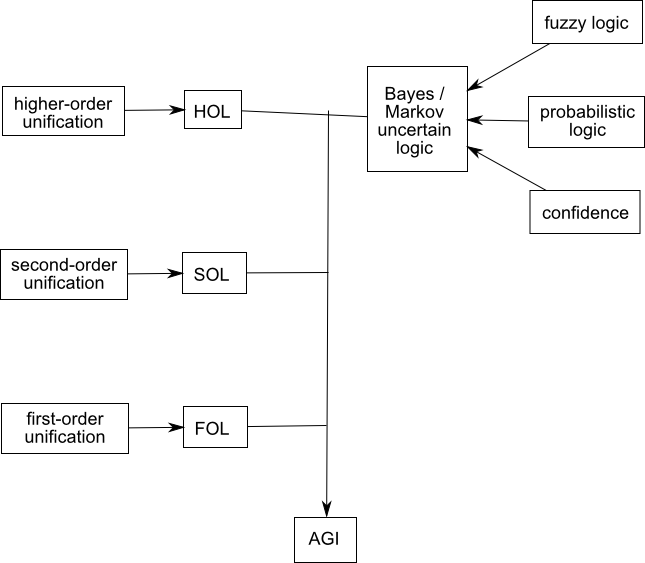 fuzzy logic
higher-order
unification
HOL
Bayes /
Markov
uncertain
logic
probabilistic
logic
confidence
second-order
unification
SOL
first-order
unification
FOL
AGI